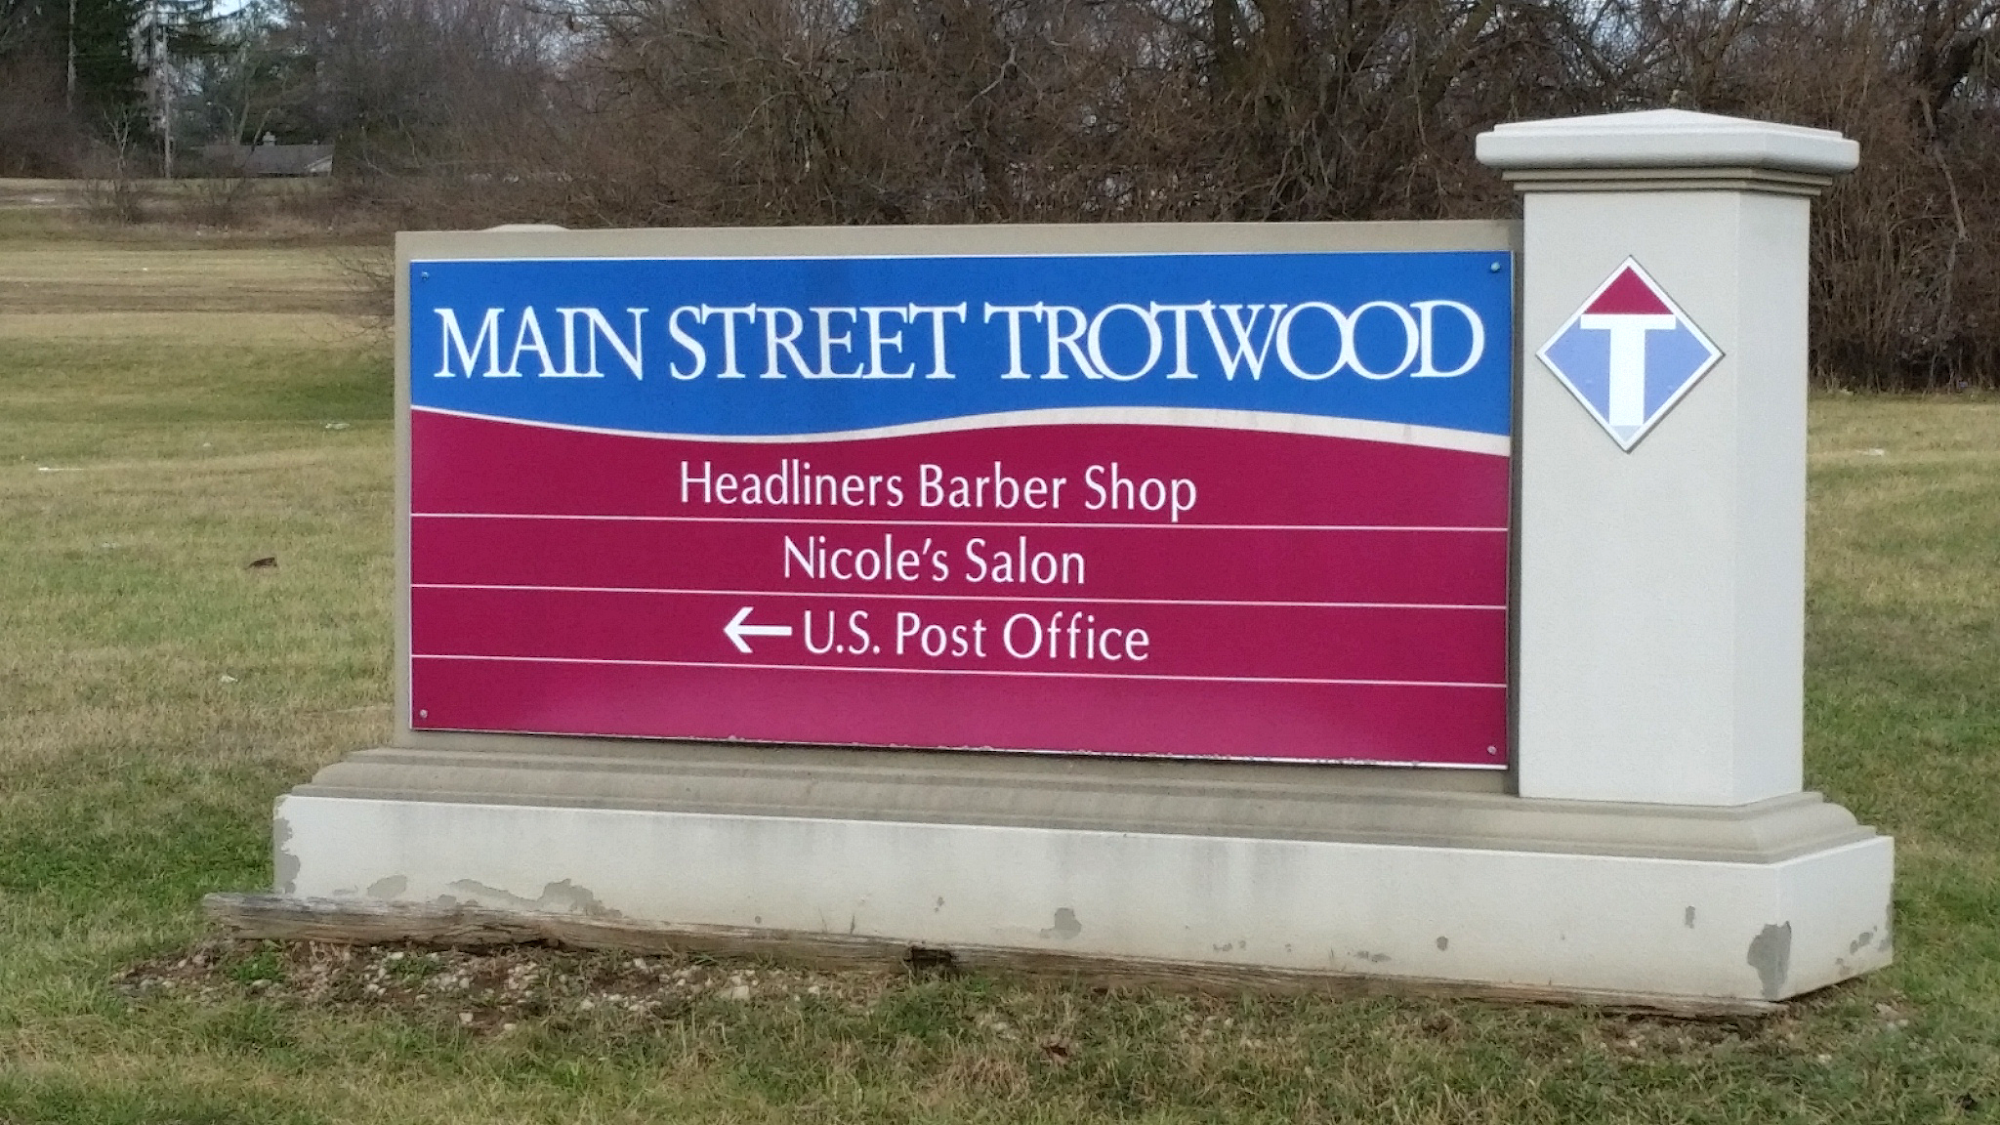 MAIN STREET TROTWOOD
T
Headliners Barber Shop
Nicole's Salon
←U.S. Post Office